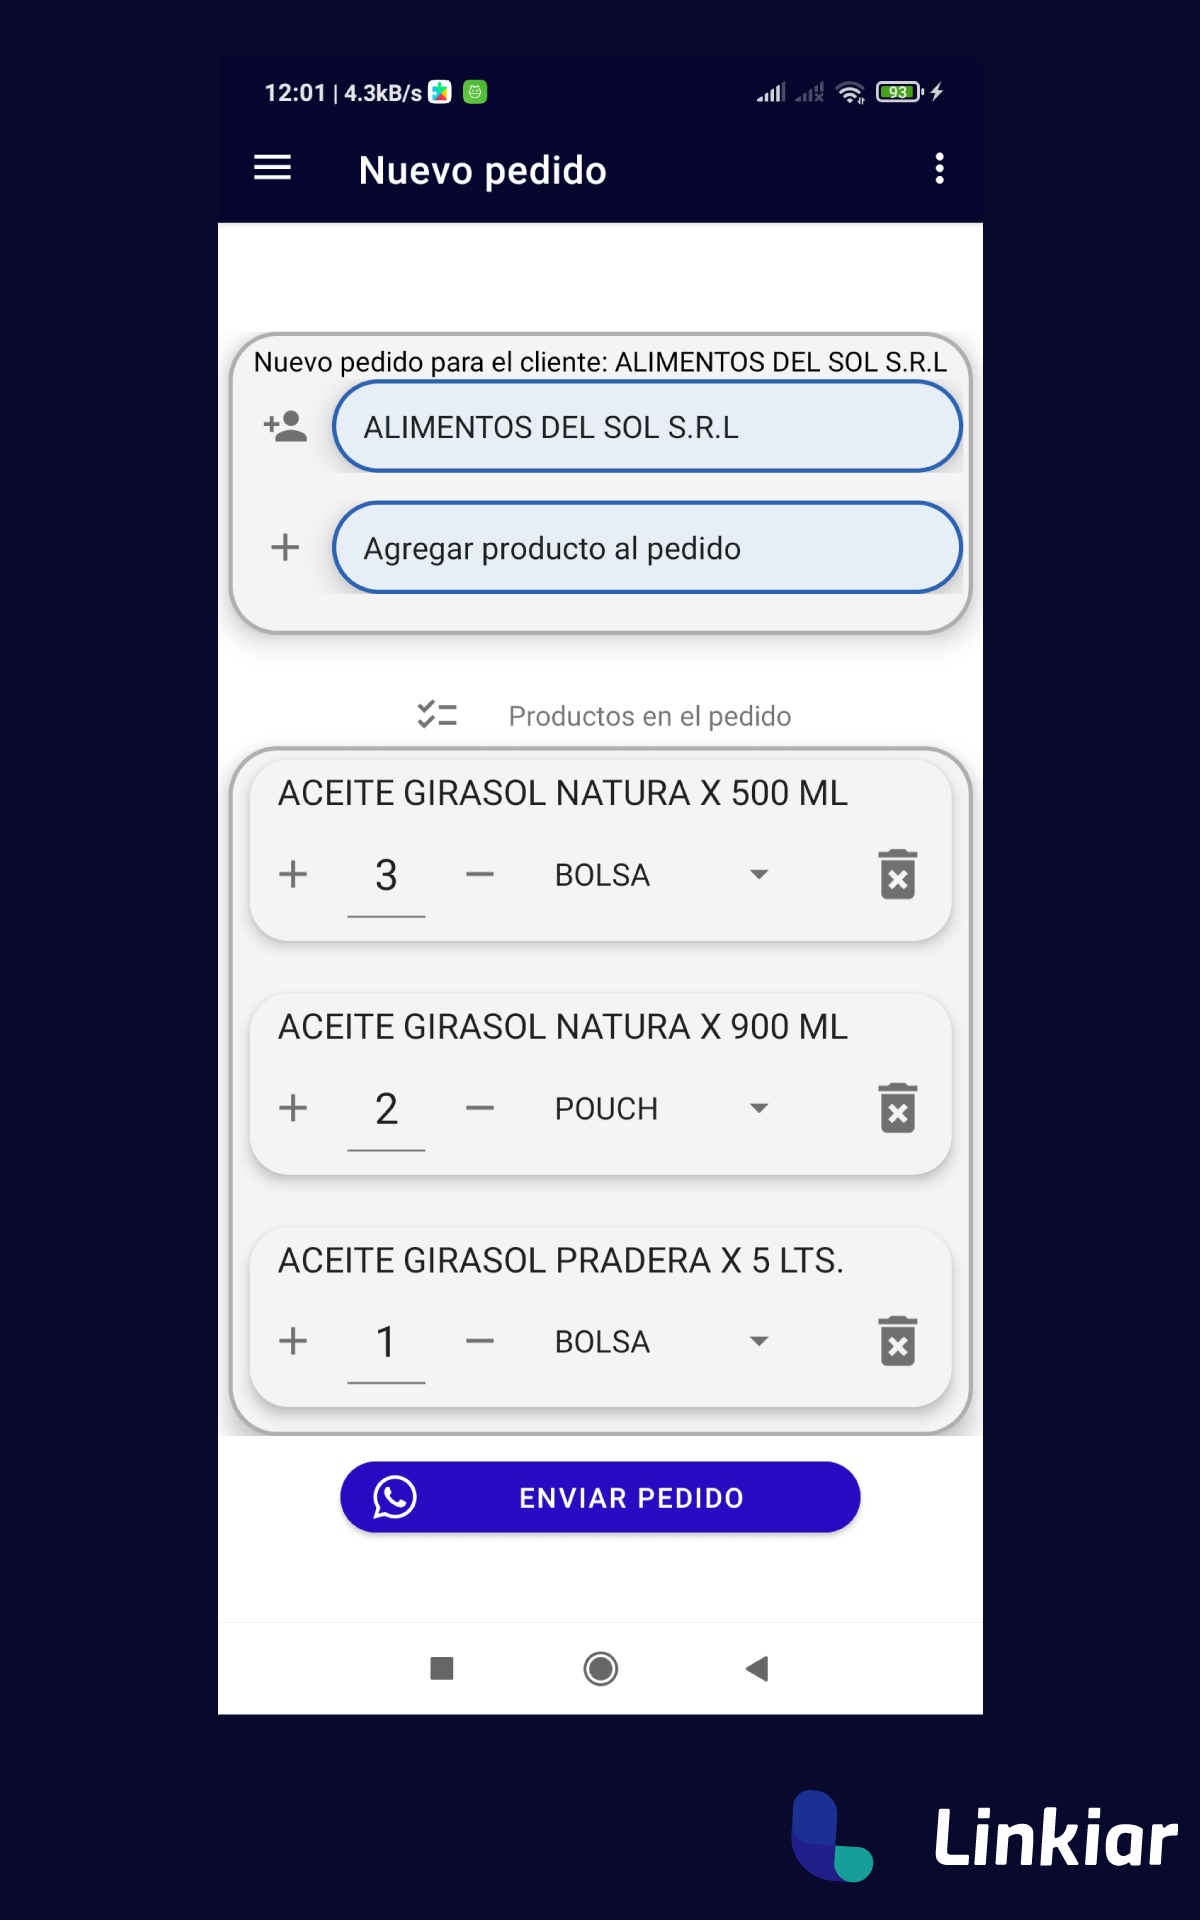 12:01 | 4.3kB/s 93
Nuevo pedido
Nuevo pedido para el cliente: ALIMENTOS DEL SOL S.R.L
ALIMENTOS DEL SOL S.R.L
Agregar producto al pedido
Productos en el pedido
ACEITE GIRASOL NATURA X 500 ML
3 BOLSA
ACEITE GIRASOL NATURA X 900 ML
2 POUCH
ACEITE GIRASOL PRADERA X 5 LTS.
1 BOLSA
ENVIAR PEDIDO
Linkiar